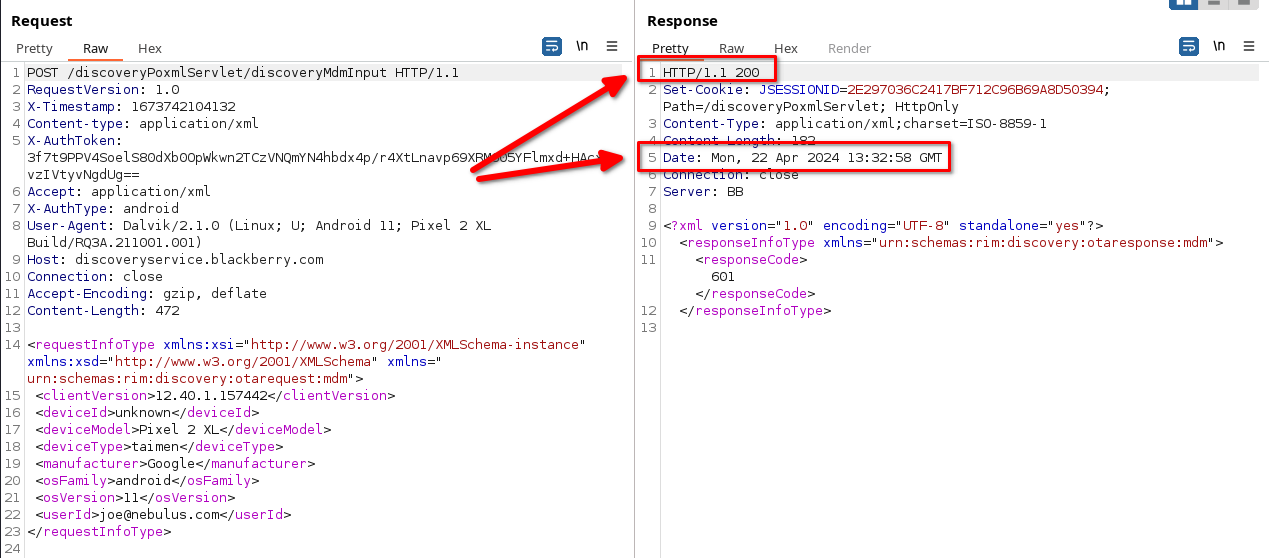 Request
Pretty Raw Hex
\n
1 POST /discoveryPoxmlServlet/discoveryMdmInput HTTP/1.1
2 RequestVersion: 1.0
3 X-Timestamp: 1673742104132
4 Content-type: application/xml
5 X-AuthToken:
vzIVtyvNgdUg==
6 Accept: application/xml
7 X-AuthType: android
8 User-Agent: Dalvik/2.1.0 (Linux; U; Android 11; Pixel 2 XL
Build/RQ3A.211001.001)
9 Host: discoveryservice.blackberry.com
10 Connection: close
11 Accept-Encoding: gzip, deflate
12 Content-Length: 472
13
14 <requestInfoType xmlns:xsi="http://www.w3.org/2001/XMLSchema-instance"
xmlns:xsd="http://www.w3.org/2001/XMLSchema" xmlns="
urn:schemas:rim:discovery:otarequest:mdm">
15 <clientVersion>12.40.1.157442</clientVersion>
16 <deviceId>unknown</deviceId>
17 <deviceModel>Pixel 2 XL</deviceModel>
18 <deviceType>taimen</deviceType>
19 <manufacturer>Google</manufacturer>
20 <osFamily>android</osFamily>
21 <osVersion>11</osVersion>
22 <userId>joe@nebulus.com</userId>
23 </requestInfoType>
24
Response
Pretty Raw Hex Render
\n
1 HTTP/1.1 200
2 Set-Cookie: JSESSIONID=2E297036C2417BF712C96B69A8D50394;
Path=/discoveryPoxmlServlet; HttpOnly
3 Content-Type: application/xml;charset=ISO-8859-1
4 Content-Length: 182
5 Date: Mon, 22 Apr 2024 13:32:58 GMT
6 Connection: close
7 Server: BB
8
9 <?xml version="1.0" encoding="UTF-8" standalone="yes"?>
10 <responseInfoType xmlns="urn:schemas:rim:discovery:otaresponse:mdm">
11 <responseCode>
601
</responseCode>
12 </responseInfoType>
13